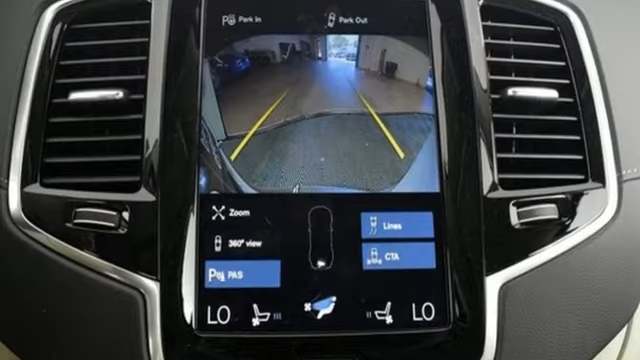 Park In
Park Out
Zoom
Lines
360° view
CTA
PAS
LO
LO